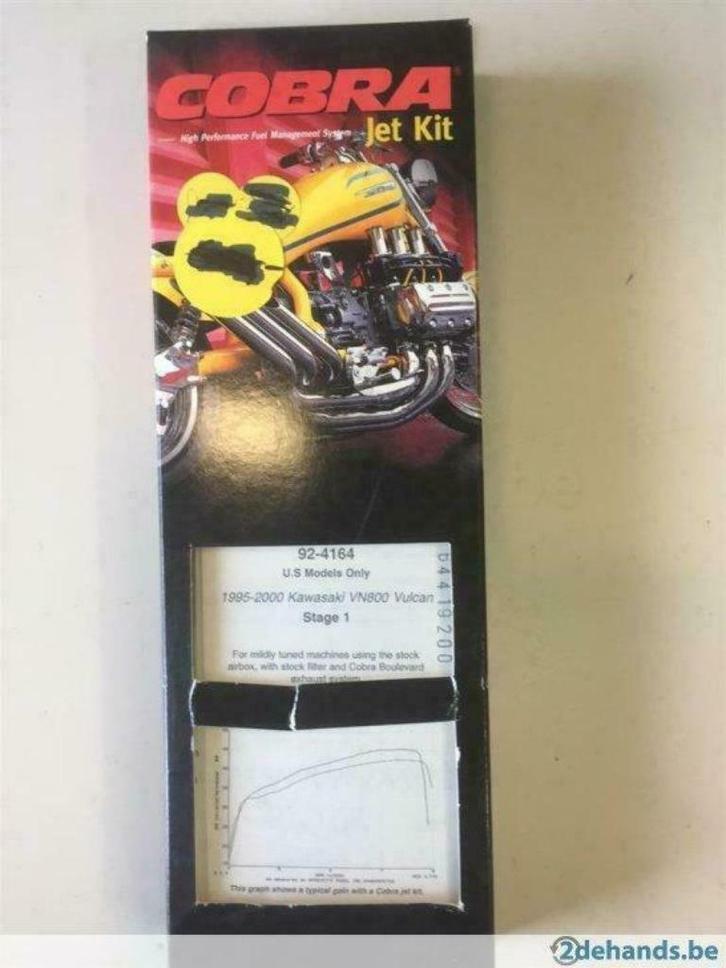 COBRA
High Performance Fuel Management System
Jet Kit
92-4164
U.S Models Only
1995-2000 Kawasaki VN800 Vulcan
Stage 1
For mildly tuned machines using the stock
airbox, with stock filter and Cobra Boulevard
exhaust system
54419200
This graph shows a typical gain with a Cobra jet kit.
2dehands.be